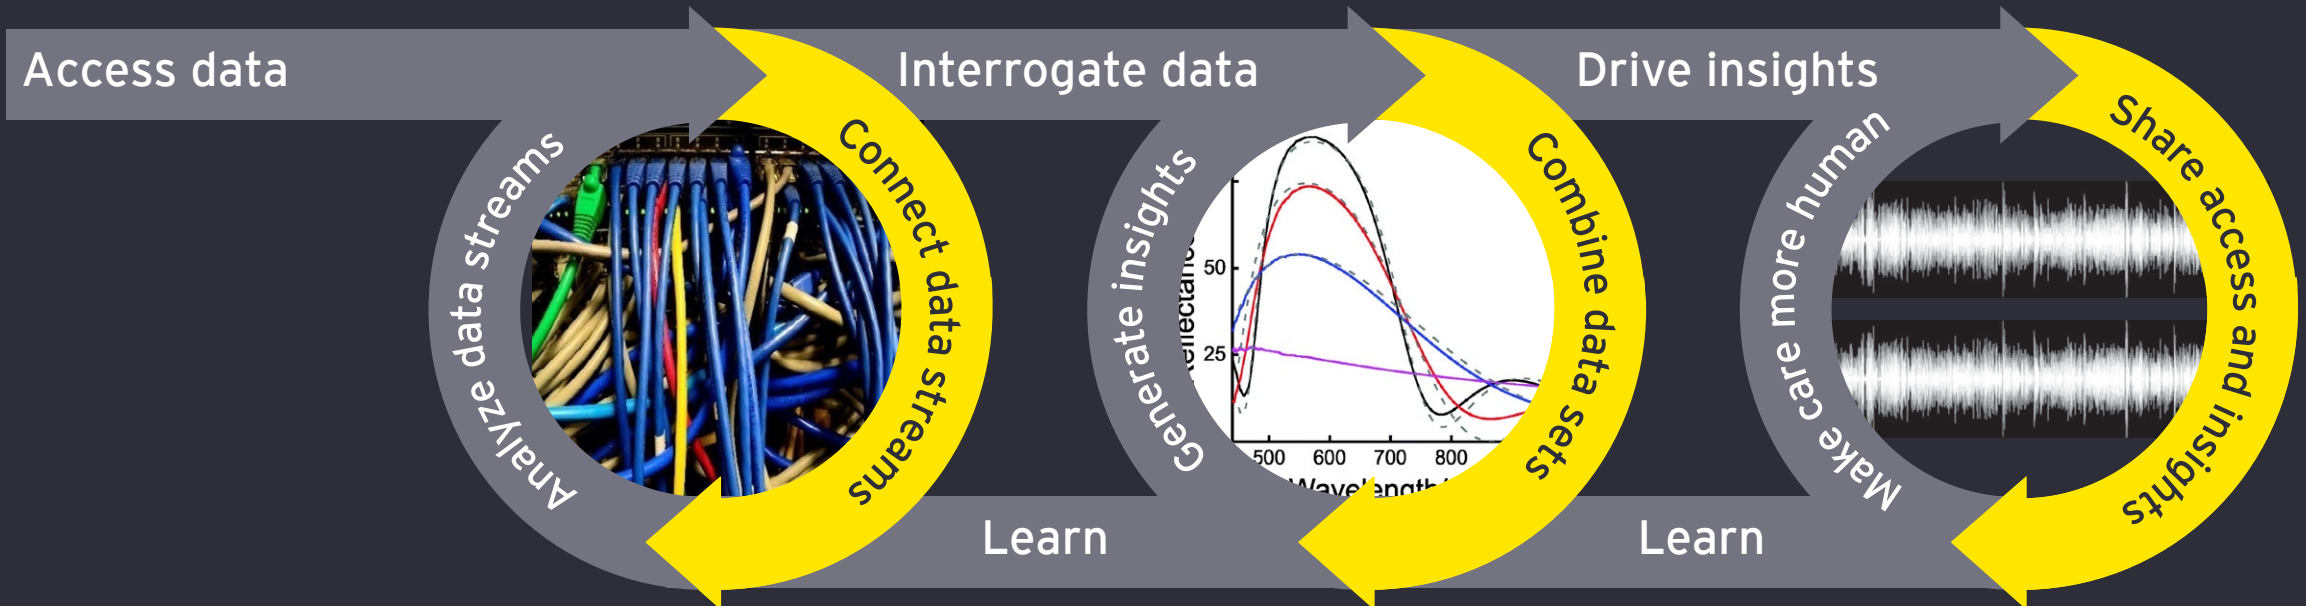 Access data
Interrogate data
Drive insights
Analyze data streams
Connect data streams
Generate insights
50
25
500
600
700
800
Combine data sets
Make care more human
Share access and insights
Learn
Learn